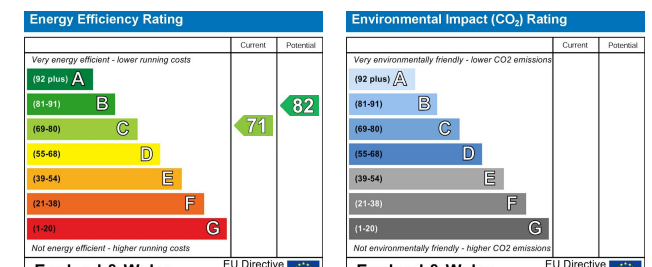 Energy Efficiency Rating
Current Potential
Very energy efficient - lower running costs
(92 plus) A
(81-91) B
82
(69-80) C
71
(55-68) D
(39-54) E
(21-38) F
(1-20) G
Not energy efficient - higher running costs
EU Directive
Environmental Impact (CO₂) Rating
Current Potential
Very environmentally friendly - lower CO2 emissions
(92 plus) A
(81-91) B
(69-80) C
(55-68) D
(39-54) E
(21-38) F
(1-20) G
Not environmentally friendly - higher CO2 emissions
EU Directive